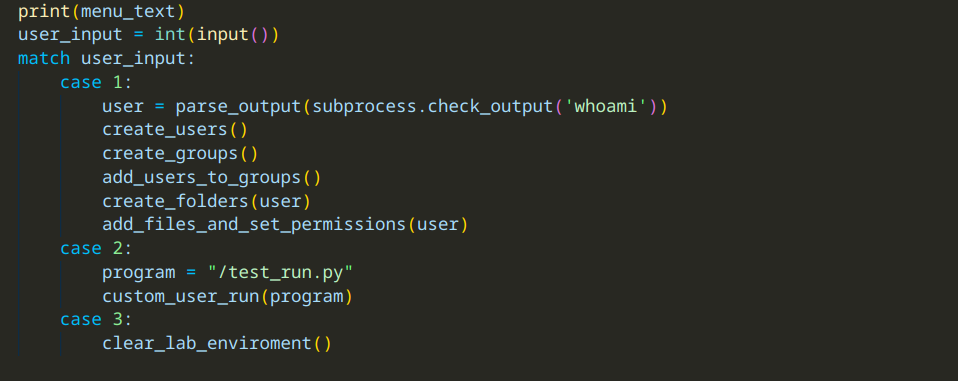 print(menu_text)
user_input = int(input())
match user_input:
    case 1:
        user = parse_output(subprocess.check_output('whoami'))
        create_users()
        create_groups()
        add_users_to_groups()
        create_folders(user)
        add_files_and_set_permissions(user)
    case 2:
        program = "/test_run.py"
        custom_user_run(program)
    case 3:
        clear_lab_enviroment()